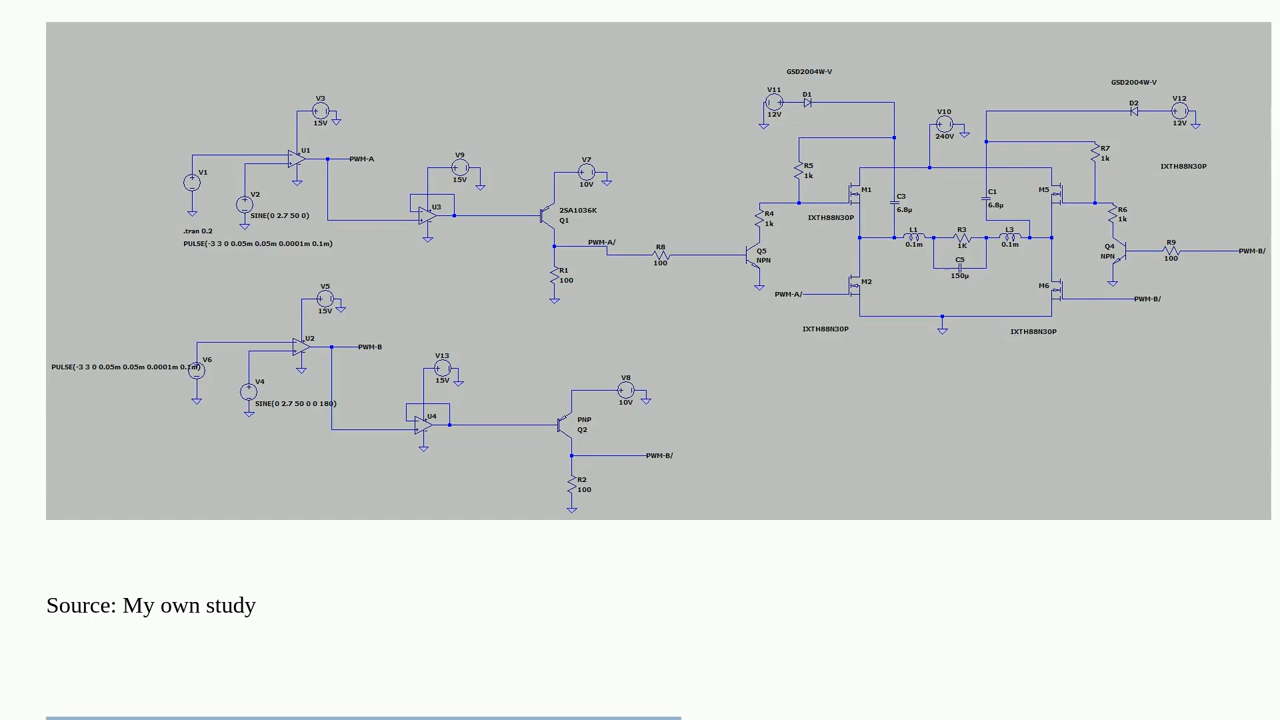 GSD2004W-V
GSD2004W-V
V11
12V
D1
V3
15V
V10
240V
D2
V12
12V
U1
PWM-A
V1
V9
15V
V7
10V
R5
1k
R7
1k
IXTH88N30P
V2
SINE(0 2.7 50 0)
U3
2SA1036K
Q1
M1
M5
C3
6.8µ
C1
6.8µ
R4
1k
IXTH88N30P
R6
1k
.tran 0.2
PULSE(-3 3 0 0.05m 0.05m 0.0001m 0.1m)
PWM-A/
R8
100
Q5
NPN
L1
0.1m
R3
1K
L3
0.1m
Q4
NPN
R9
100
PWM-B/
R1
100
C5
150µ
M2
PWM-A/
M6
PWM-B/
IXTH88N30P
IXTH88N30P
V5
15V
U2
PWM-B
PULSE(-3 3 0 0.05m 0.05m 0.0001m 0.1m)
V6
V4
SINE(0 2.7 50 0 0 180)
V13
15V
V8
10V
U4
PNP
Q2
PWM-B/
R2
100
Source: My own study